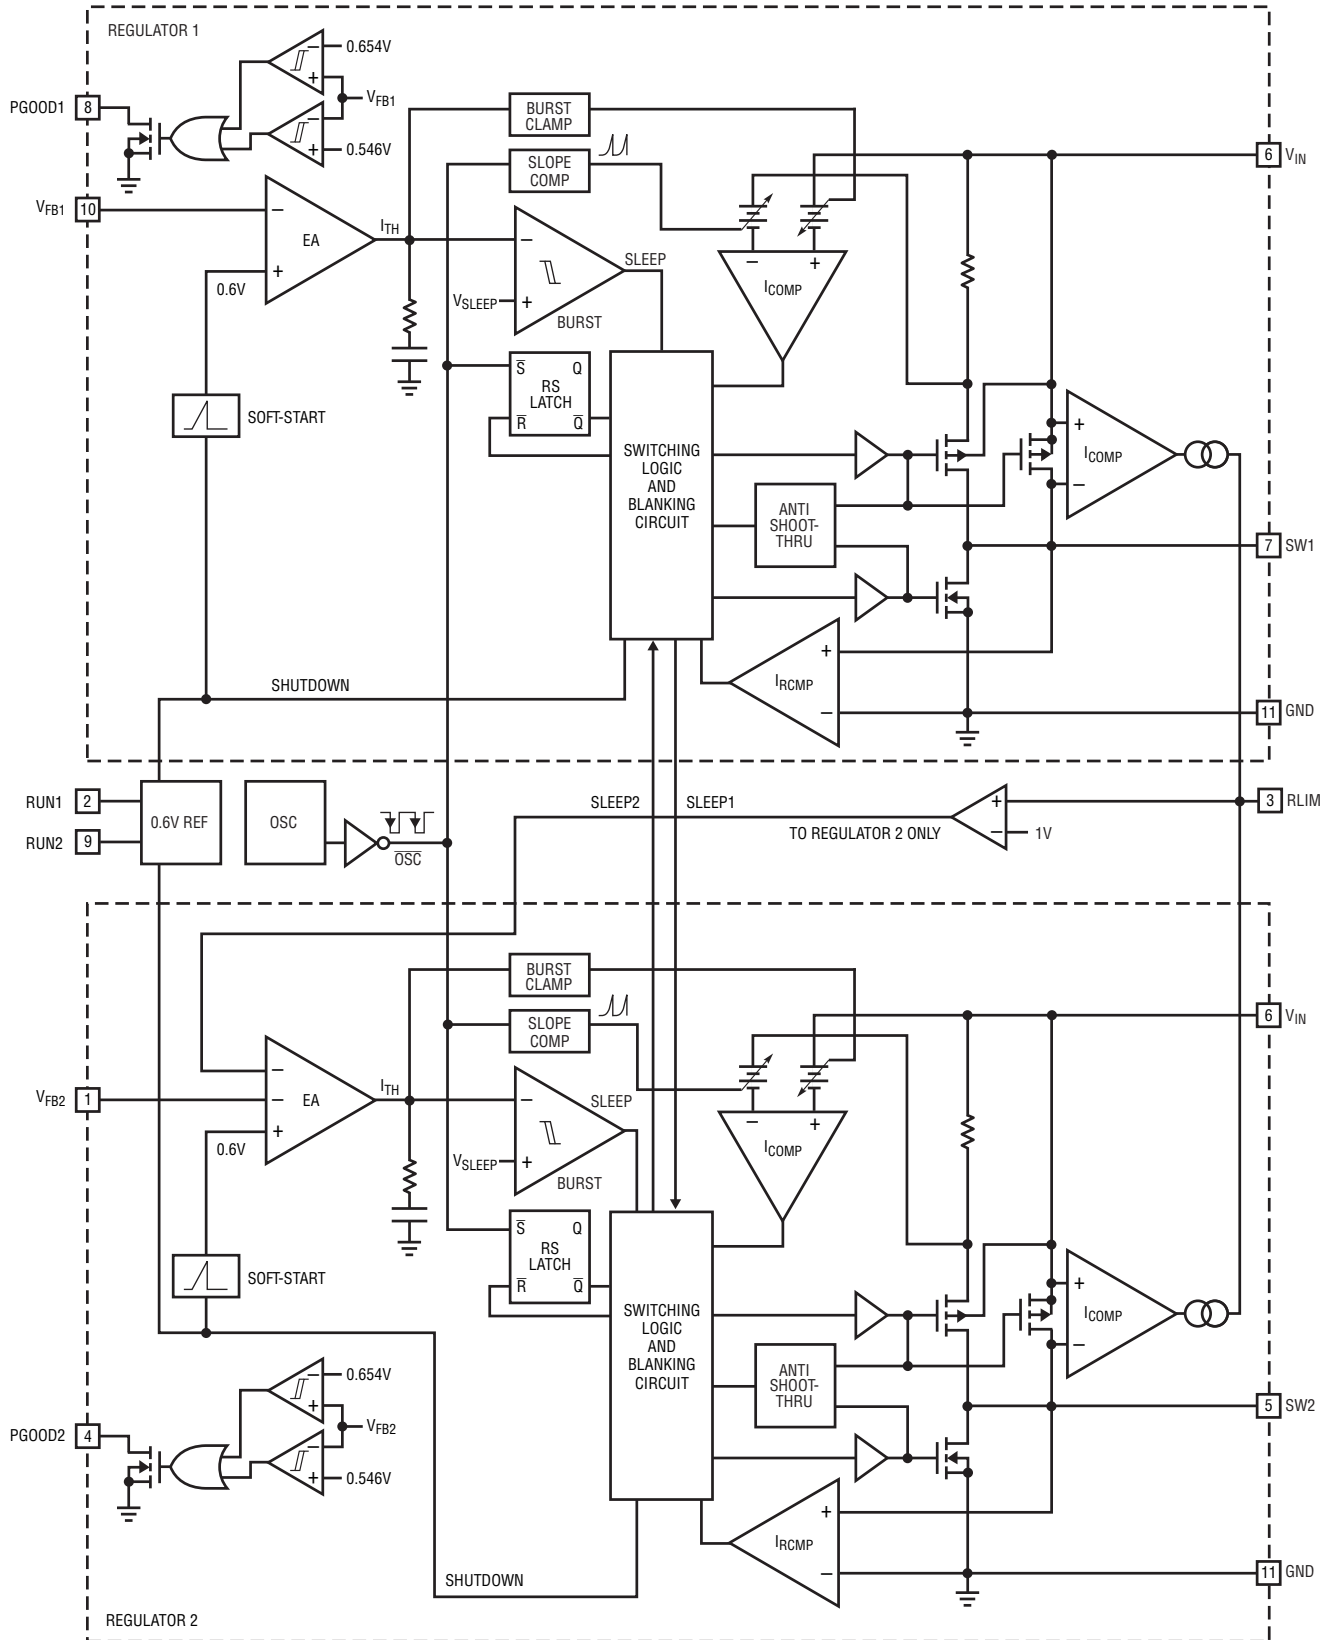 REGULATOR 1
0.654V
PGOOD1
8
–
+
VFB1
–
+
0.546V
BURST
CLAMP
SLOPE
COMP
6
VIN
VFB1
10
–
EA
+
0.6V
ITH
–
VSLEEP
+
SLEEP
BURST
–
+
ICOMP
S
Q
RS
LATCH
R
Q
SOFT-START
SWITCHING
LOGIC
AND
BLANKING
CIRCUIT
ANTI
SHOOT-
THRU
+
ICOMP
–
7
SW1
+
IRCMP
–
SHUTDOWN
11
GND
RUN1
2
RUN2
9
0.6V REF
OSC
OSC
SLEEP2
SLEEP1
TO REGULATOR 2 ONLY
+
–
1V
3
RLIM
BURST
CLAMP
SLOPE
COMP
6
VIN
VFB2
1
–
–
EA
+
0.6V
ITH
–
VSLEEP
+
SLEEP
BURST
–
+
ICOMP
S
Q
RS
LATCH
R
Q
SOFT-START
SWITCHING
LOGIC
AND
BLANKING
CIRCUIT
ANTI
SHOOT-
THRU
+
ICOMP
–
5
SW2
0.654V
PGOOD2
4
–
+
VFB2
–
+
0.546V
+
IRCMP
–
11
GND
SHUTDOWN
REGULATOR 2